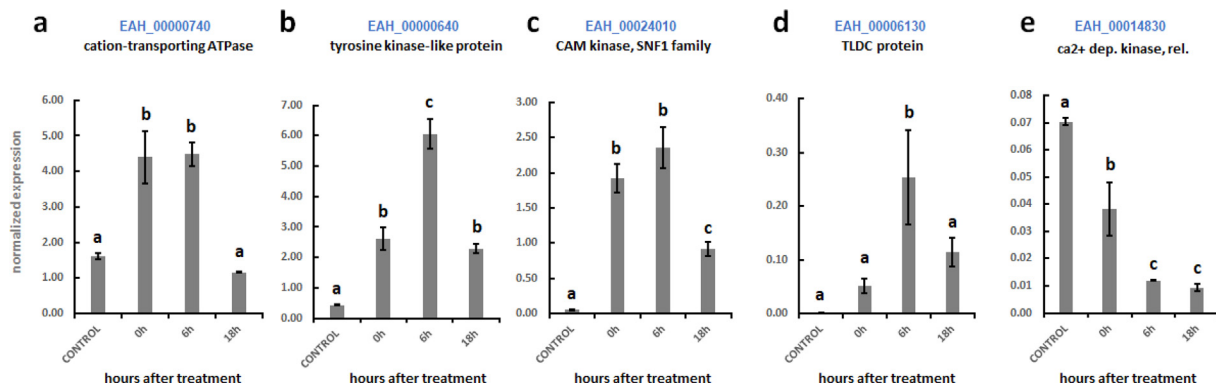 a
EAH_00000740
cation-transporting ATPase
normalized expression
6.00
5.00
4.00
3.00
2.00
1.00
0.00
a
b
b
a
CONTROL
0h
6h
18h
hours after treatment
b
EAH_00000640
tyrosine kinase-like protein
7.00
6.00
5.00
4.00
3.00
2.00
1.00
0.00
a
b
c
b
CONTROL
0h
6h
18h
hours after treatment
c
EAH_00024010
CAM kinase, SNF1 family
3.00
2.50
2.00
1.50
1.00
0.50
0.00
a
b
b
c
CONTROL
0h
6h
18h
hours after treatment
d
EAH_00006130
TLDC protein
0.40
0.30
0.20
0.10
0.00
a
a
b
a
CONTROL
0h
6h
18h
hours after treatment
e
EAH_00014830
ca2+ dep. kinase, rel.
0.08
0.07
0.06
0.05
0.04
0.03
0.02
0.01
0.00
a
b
c
c
CONTROL
0h
6h
18h
hours after treatment